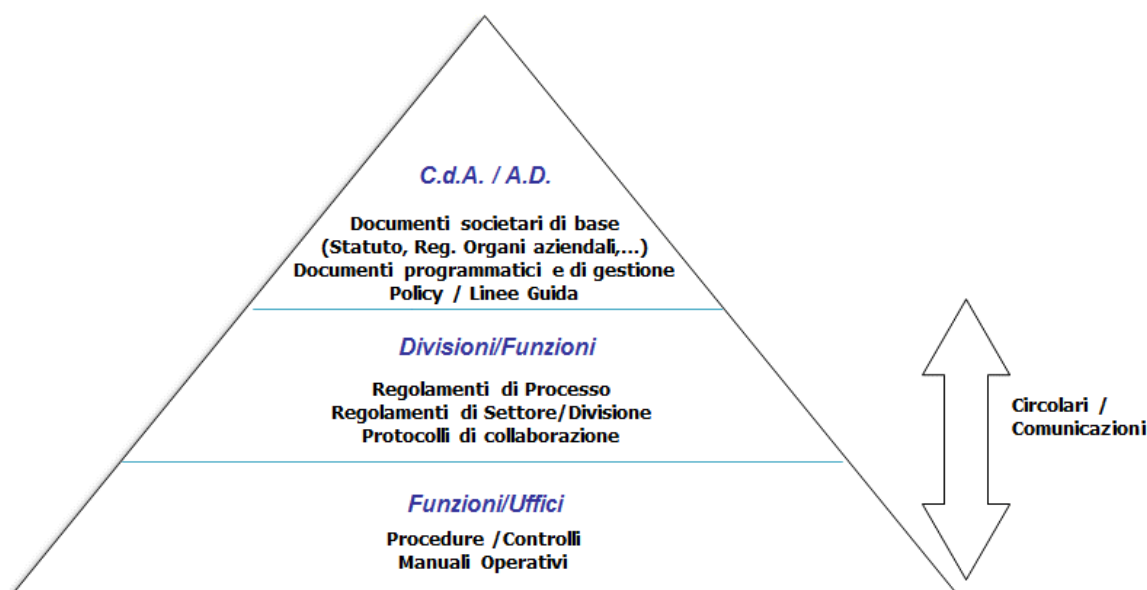 C.d.A. / A.D.
Documenti societari di base
(Statuto, Reg. Organi aziendali,...)
Documenti programmatici e di gestione
Policy / Linee Guida
Divisioni/Funzioni
Regolamenti di Processo
Regolamenti di Settore/Divisione
Protocolli di collaborazione
Circolari /
Comunicazioni
Funzioni/Uffici
Procedure /Controlli
Manuali Operativi